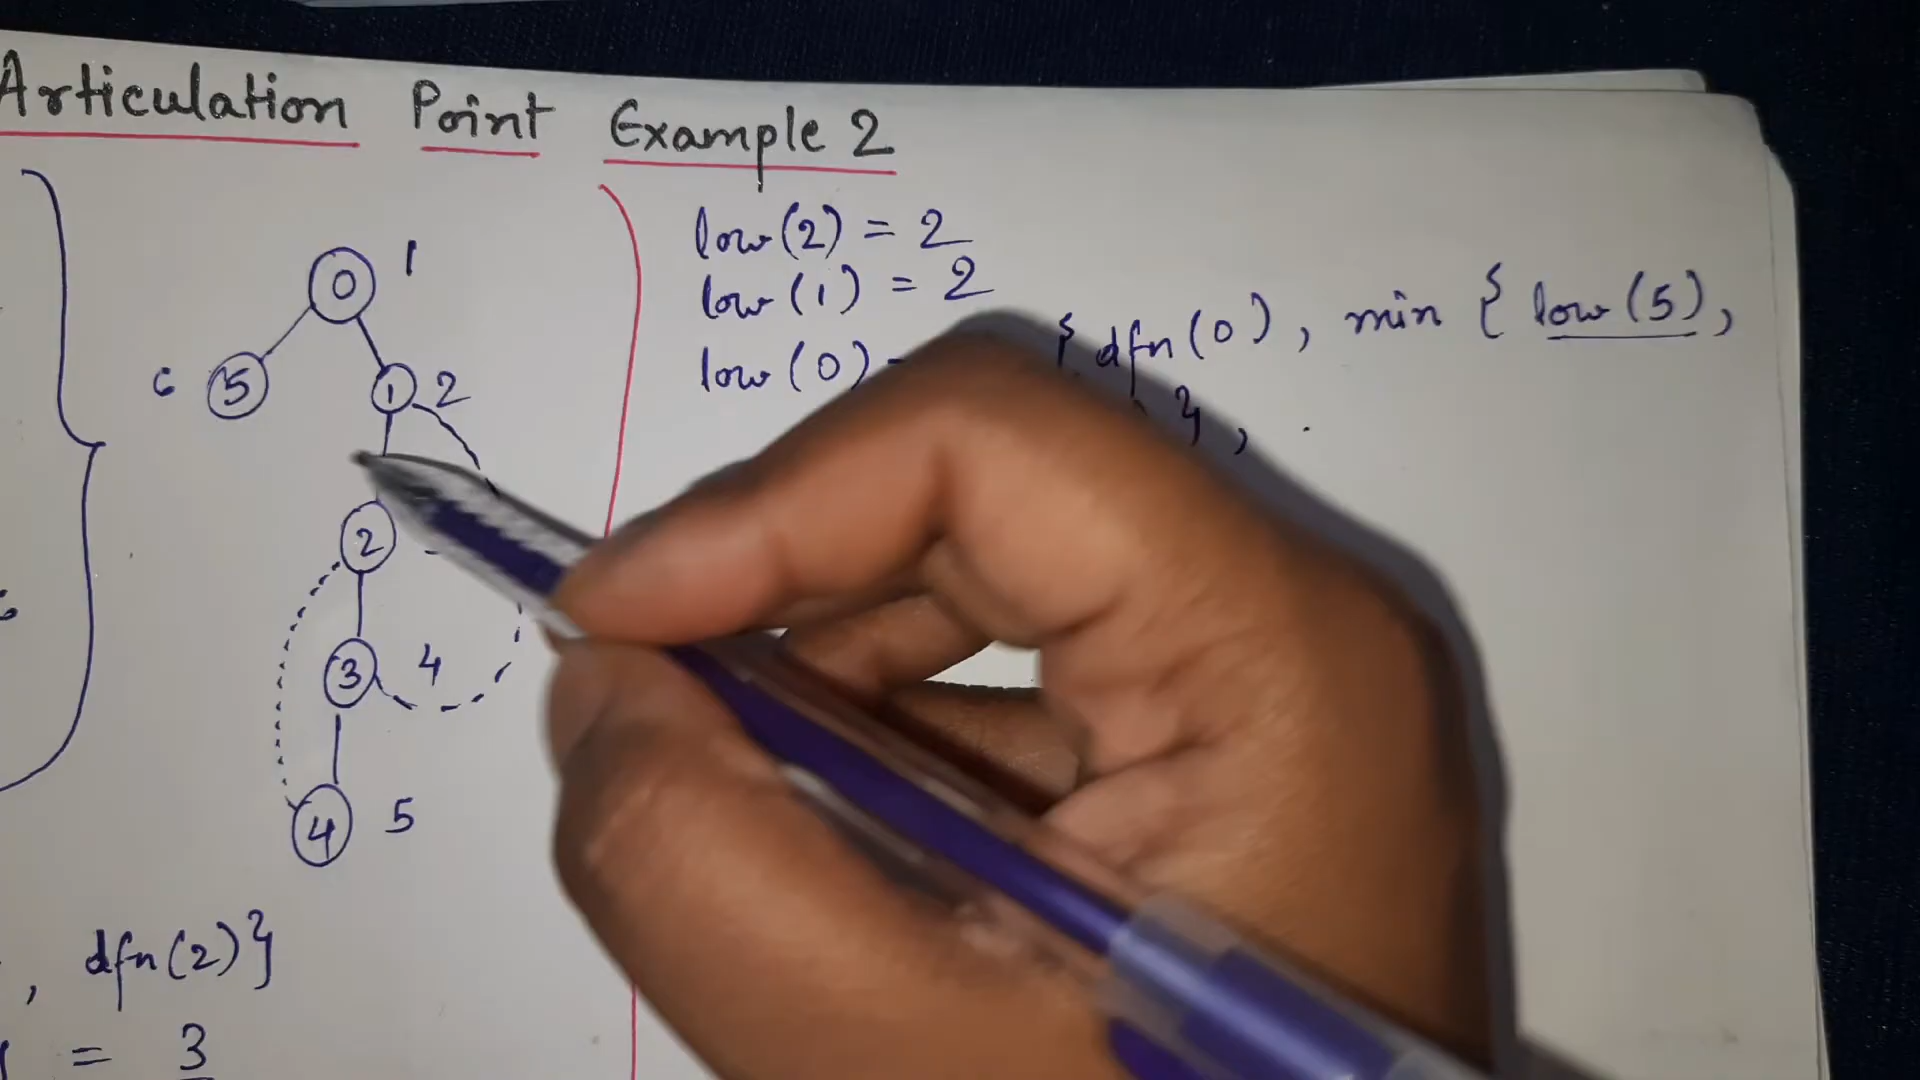 Articulation Point Example 2
low(2) = 2
low(1) = 2
low(0) - { dfn(0), min { low(5),
}, .
0 1
6 5
1 2
2
3 4
4 5
, dfn(2)}
= 3